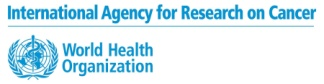 International Agency for Research on Cancer
World Health
Organization